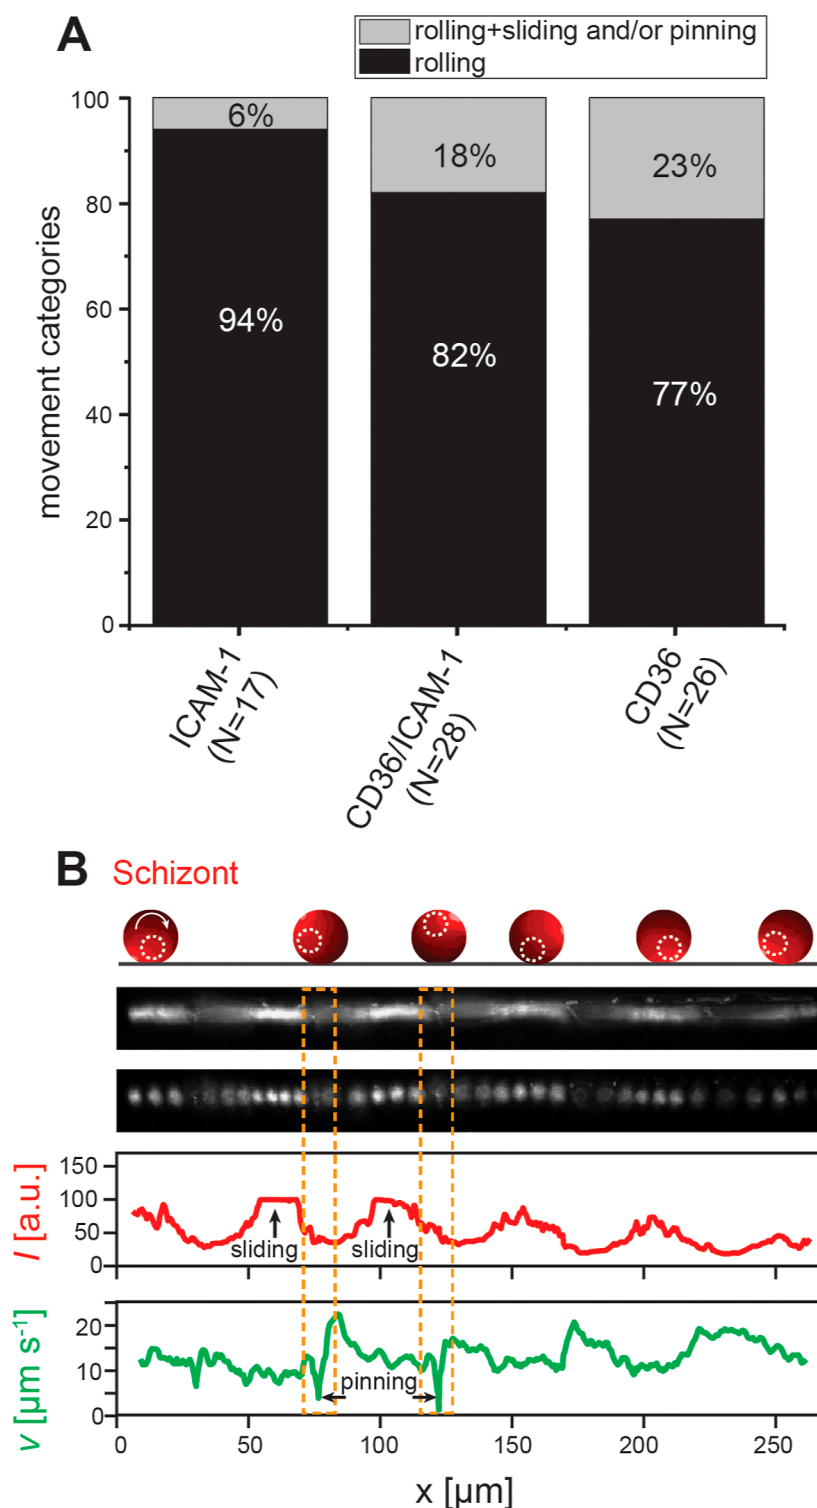 A
rolling+sliding and/or pinning
rolling
movement categories
100
80
60
40
20
0
6%
18%
23%
94%
82%
77%
ICAM-1
(N=17)
CD36/ICAM-1
(N=28)
CD36
(N=26)
B Schizont
I [a.u.]
150
100
50
0
sliding
sliding
v [µm s⁻¹]
20
10
0
pinning
0 50 100 150 200 250
x [µm]